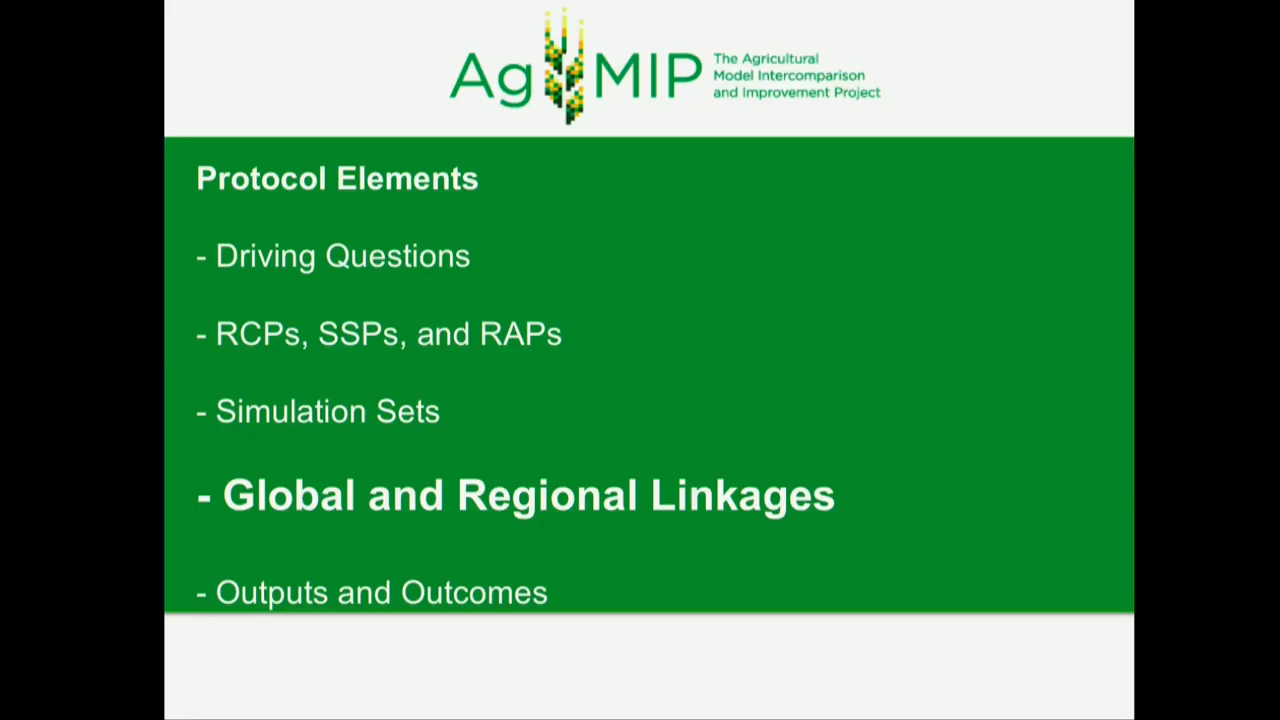 AgMIP
The Agricultural
Model Intercomparison
and Improvement Project
Protocol Elements
- Driving Questions
- RCPs, SSPs, and RAPs
- Simulation Sets
- Global and Regional Linkages
- Outputs and Outcomes